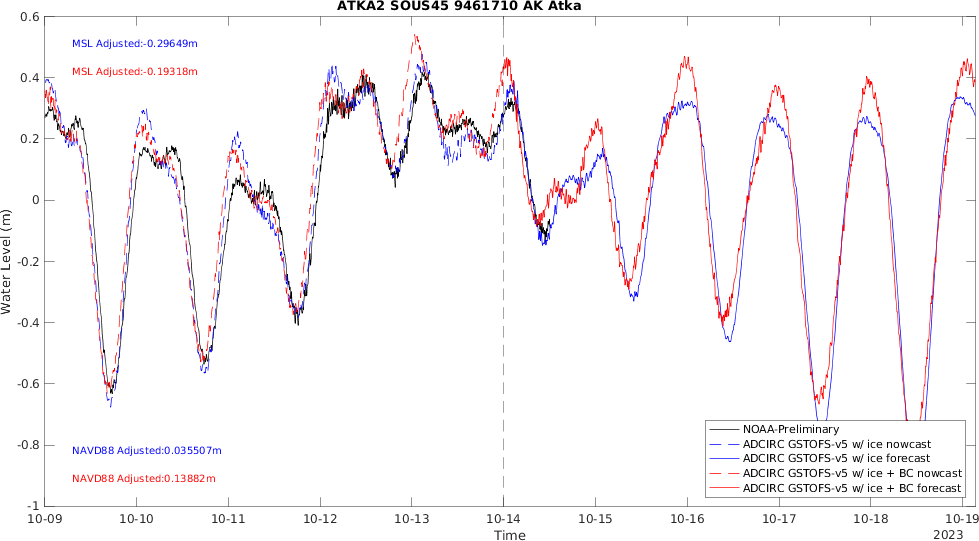 ATKA2 SOUS45 9461710 AK Atka
MSL Adjusted:-0.29649m
MSL Adjusted:-0.19318m
NAVD88 Adjusted:0.035507m
NAVD88 Adjusted:0.13882m
Water Level (m)
0.6
0.4
0.2
0
-0.2
-0.4
-0.6
-0.8
-1
NOAA-Preliminary
ADCIRC GSTOFS-v5 w/ ice nowcast
ADCIRC GSTOFS-v5 w/ ice forecast
ADCIRC GSTOFS-v5 w/ ice + BC nowcast
ADCIRC GSTOFS-v5 w/ ice + BC forecast
10-09 10-10 10-11 10-12 10-13 10-14 10-15 10-16 10-17 10-18 10-19
Time
2023